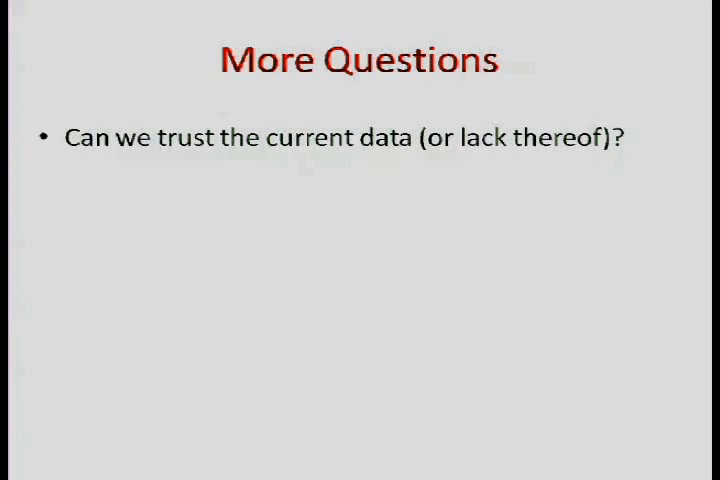 More Questions
• Can we trust the current data (or lack thereof)?